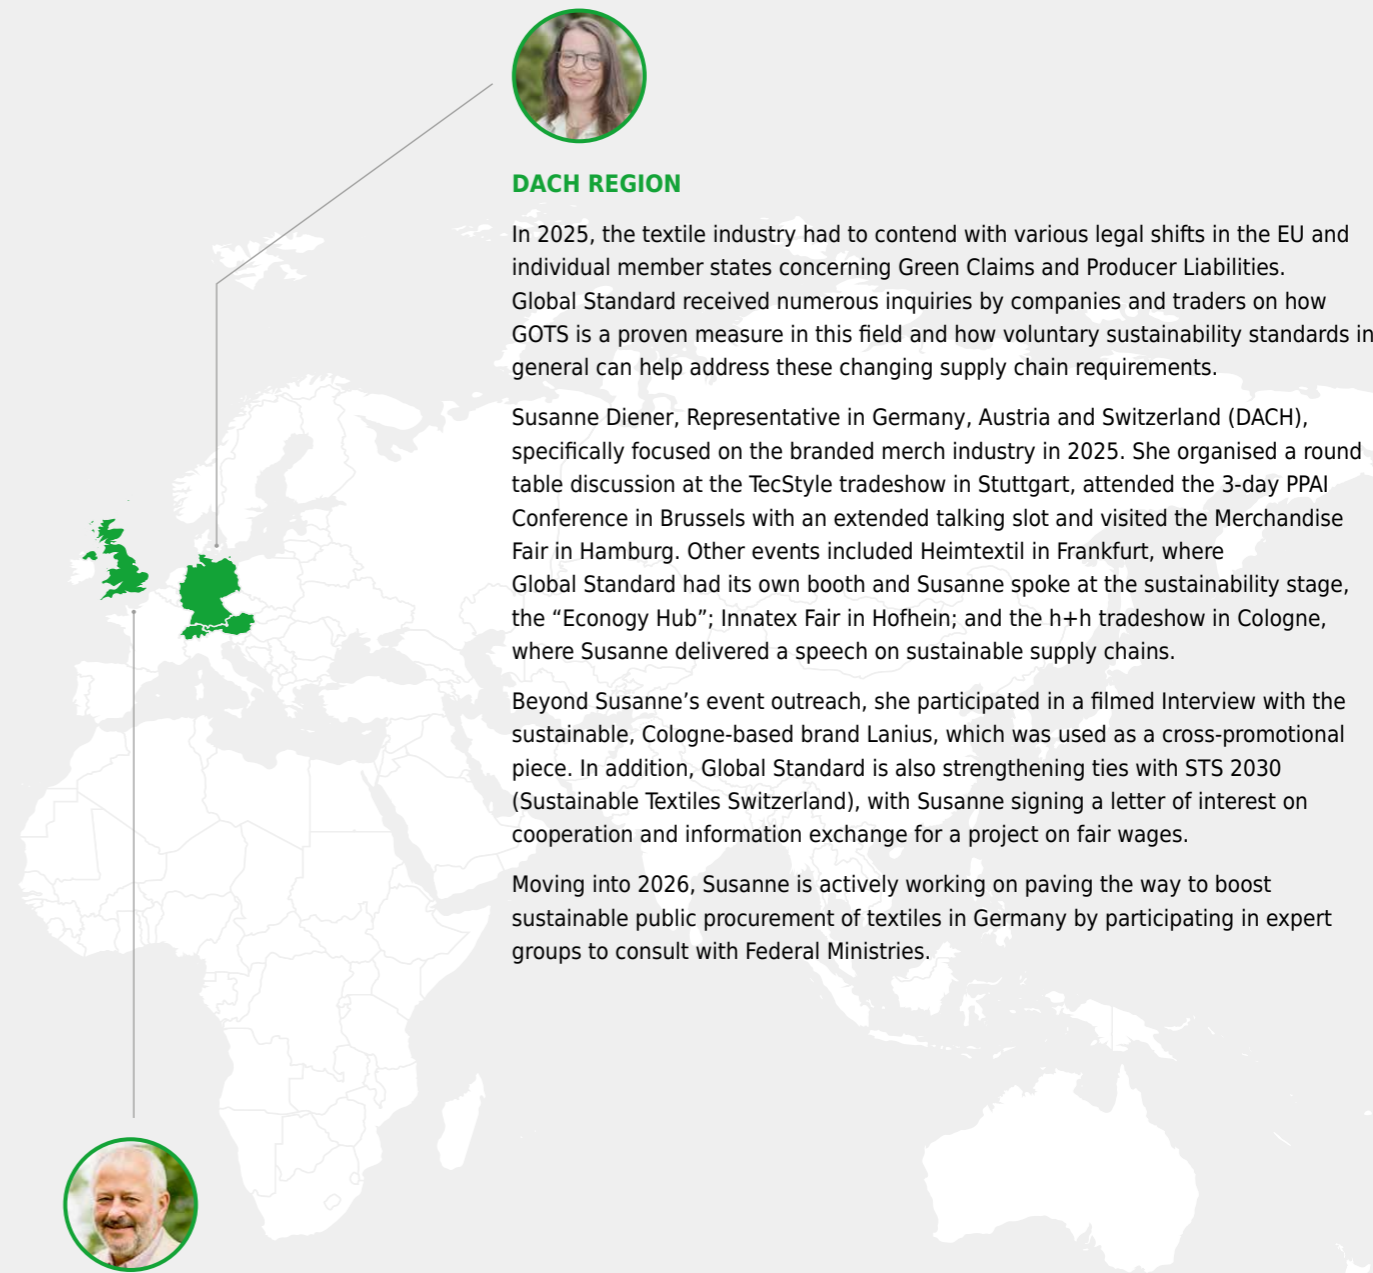 DACH REGION
In 2025, the textile industry had to contend with various legal shifts in the EU and
individual member states concerning Green Claims and Producer Liabilities.
Global Standard received numerous inquiries by companies and traders on how
GOTS is a proven measure in this field and how voluntary sustainability standards in
general can help address these changing supply chain requirements.
Susanne Diener, Representative in Germany, Austria and Switzerland (DACH),
specifically focused on the branded merch industry in 2025. She organised a round
table discussion at the TecStyle tradeshow in Stuttgart, attended the 3-day PPAI
Conference in Brussels with an extended talking slot and visited the Merchandise
Fair in Hamburg. Other events included Heimtextil in Frankfurt, where
Global Standard had its own booth and Susanne spoke at the sustainability stage,
the “Econogy Hub”; Innatex Fair in Hofhein; and the h+h tradeshow in Cologne,
where Susanne delivered a speech on sustainable supply chains.
Beyond Susanne’s event outreach, she participated in a filmed Interview with the
sustainable, Cologne-based brand Lanius, which was used as a cross-promotional
piece. In addition, Global Standard is also strengthening ties with STS 2030
(Sustainable Textiles Switzerland), with Susanne signing a letter of interest on
cooperation and information exchange for a project on fair wages.
Moving into 2026, Susanne is actively working on paving the way to boost
sustainable public procurement of textiles in Germany by participating in expert
groups to consult with Federal Ministries.